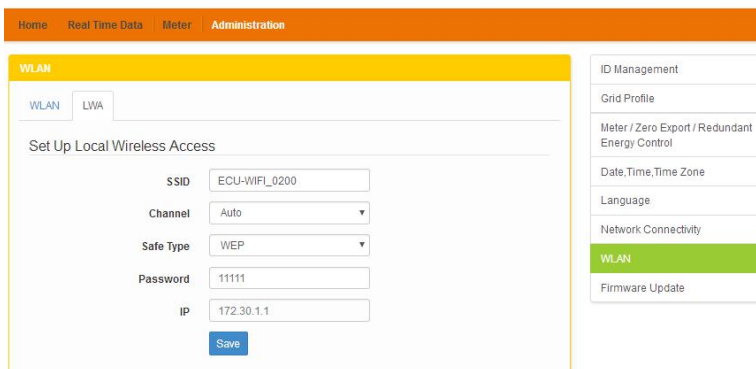 Home Real Time Data Meter Administration
WLAN
WLAN LWA
Set Up Local Wireless Access
SSID ECU-WIFI_0200
Channel Auto
Safe Type WEP
Password 11111
IP 172.30.1.1
Save
ID Management
Grid Profile
Meter / Zero Export / Redundant
Energy Control
Date,Time,Time Zone
Language
Network Connectivity
WLAN
Firmware Update